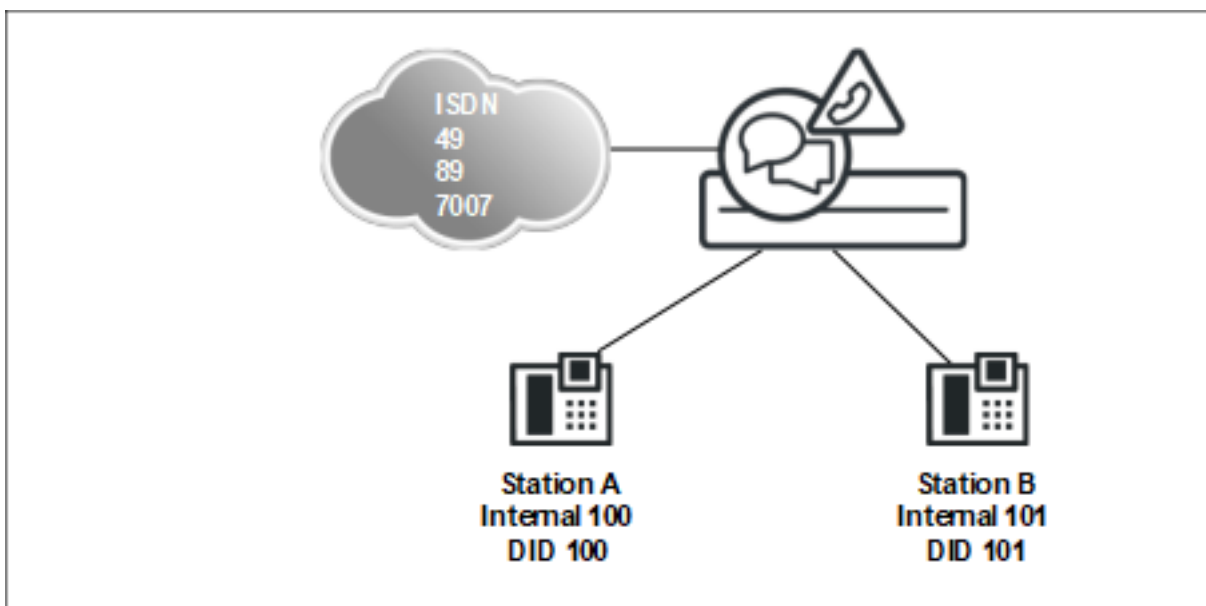 ISDN
49
89
7007
Station A
Internal 100
DID 100
Station B
Internal 101
DID 101